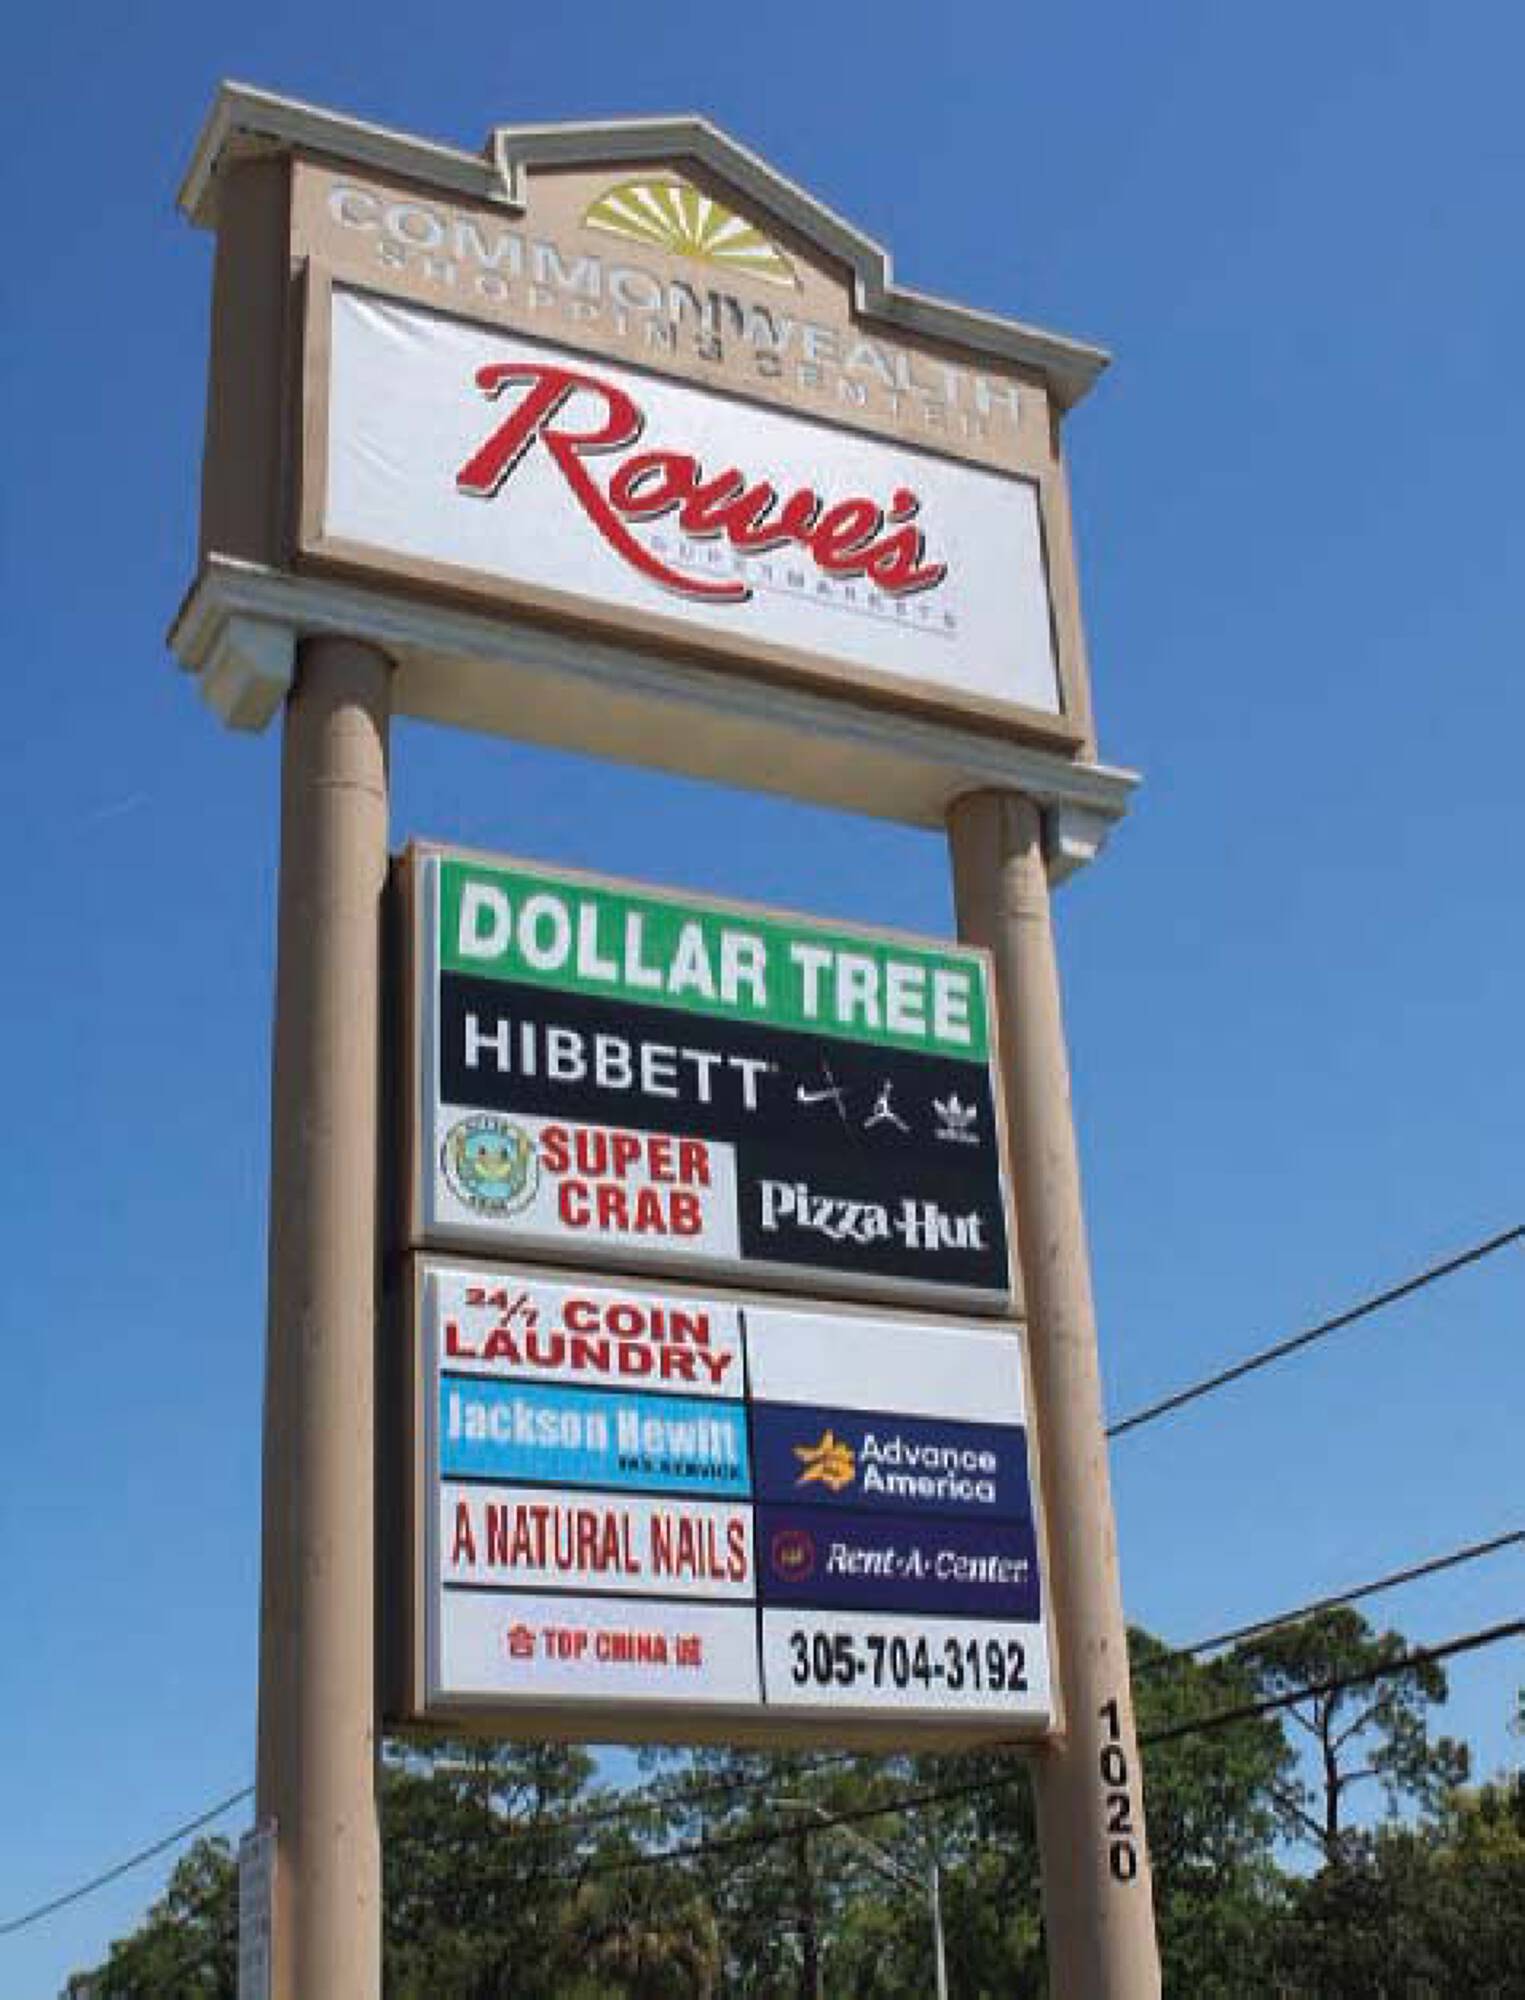 COMMONWEALTH
SHOPPING CENTER
Rowe's
SUPERMARKETS
DOLLAR TREE
HIBBETT
adidas
SUPER
CRAB
Pizza Hut
24/7 COIN
LAUNDRY
Jackson Hewitt
TAX SERVICE
Advance
America
A NATURAL NAILS
Rent-A-Center
TOP CHINA
305-704-3192
1020